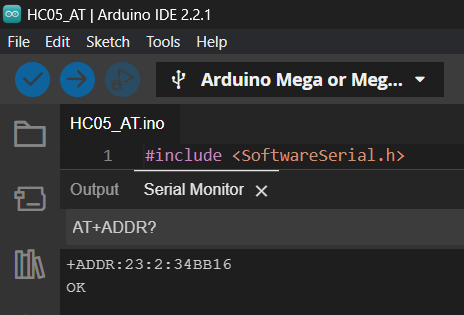 HC05_AT | Arduino IDE 2.2.1
File Edit Sketch Tools Help
Arduino Mega or Meg...
HC05_AT.ino
1 #include <SoftwareSerial.h>
Output Serial Monitor
AT+ADDR?
+ADDR:23:2:34BB16
OK